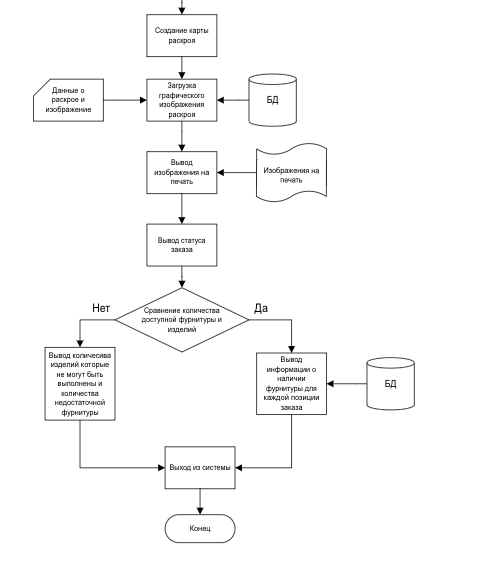 Создание карты
раскроя
Данные о
раскрое и
изображение
Загрузка
графического
изображения
раскроя
БД
Вывод
изображения на
печать
Изображения на
печать
Вывод статуса
заказа
Нет
Сравнение количества
доступной фурнитуры и
изделий
Да
Вывод количесива
изделий которые
не могут быть
выполнены и
количества
недостаточной
фурнитуры
Вывод
информации о
наличии
фурнитуры для
каждой позиции
заказа
БД
Выход из системы
Конец